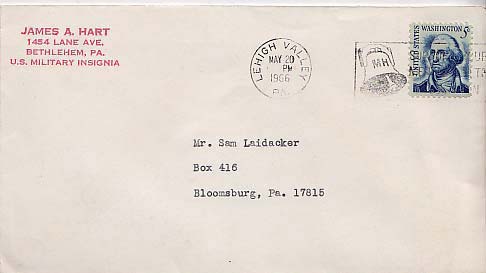 JAMES A. HART
1454 LANE AVE.
BETHLEHEM, PA.
U.S. MILITARY INSIGNIA
LEHIGH VALLEY
MAY 20
PM
1966
PA
MH
UNITED STATES
WASHINGTON 5c
Mr. Sam Laidacker
Box 416
Bloomsburg, Pa. 17815